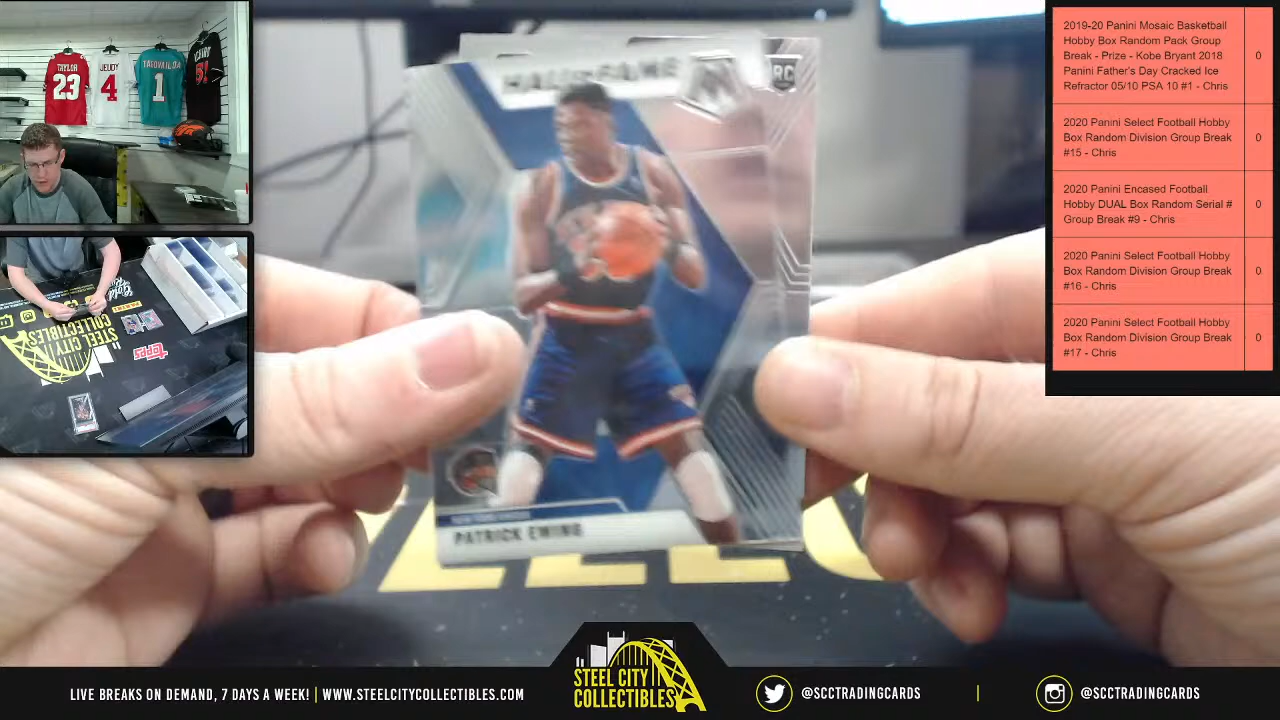 TAYLOR
23
JEUDY
4
TAGOVAILOA
1
STEEL CITY
COLLECTIBLES
Topps
HALL OF FAME
RC
PATRICK EWING
2019-20 Panini Mosaic Basketball
Hobby Box Random Pack Group
Break - Prize - Kobe Bryant 2018
Panini Father's Day Cracked Ice
Refractor 05/10 PSA 10 #1 - Chris
0
2020 Panini Select Football Hobby
Box Random Division Group Break
#15 - Chris
0
2020 Panini Encased Football
Hobby DUAL Box Random Serial #
Group Break #9 - Chris
0
2020 Panini Select Football Hobby
Box Random Division Group Break
#16 - Chris
0
2020 Panini Select Football Hobby
Box Random Division Group Break
#17 - Chris
0
LIVE BREAKS ON DEMAND, 7 DAYS A WEEK! | WWW.STEELCITYCOLLECTIBLES.COM
STEEL CITY
COLLECTIBLES
@SCCTRADINGCARDS | @SCCTRADINGCARDS